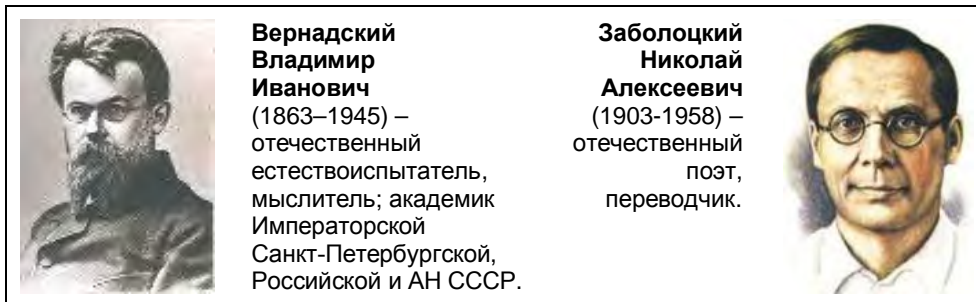 Вернадский
Владимир
Иванович
(1863–1945) –
отечественный
естествоиспытатель,
мыслитель; академик
Императорской
Санкт-Петербургской,
Российской и АН СССР.
Заболоцкий
Николай
Алексеевич
(1903-1958) –
отечественный
поэт,
переводчик.